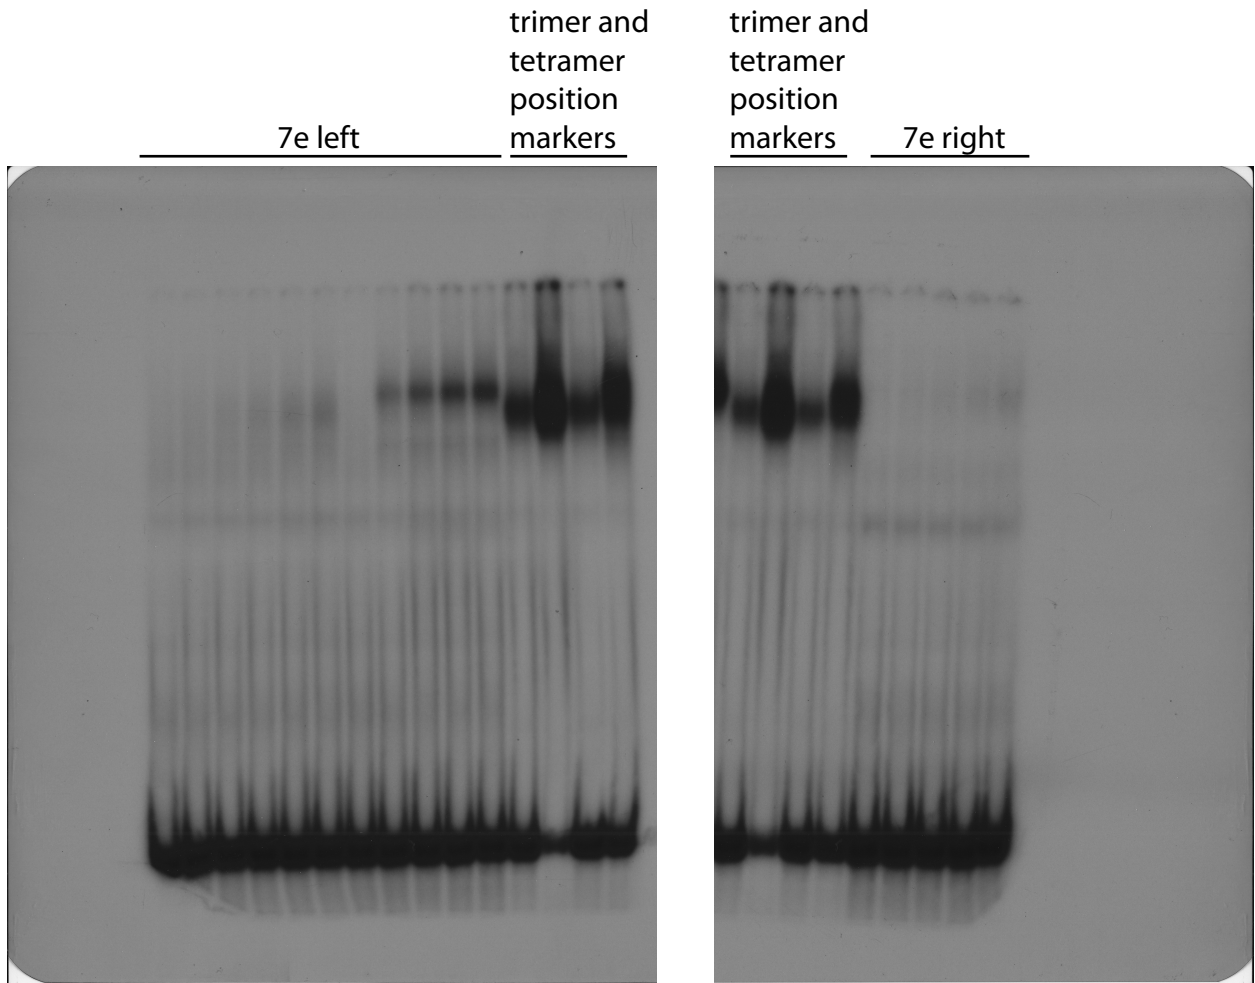 trimer and
tetramer
position
markers
7e left
trimer and
tetramer
position
markers
7e right